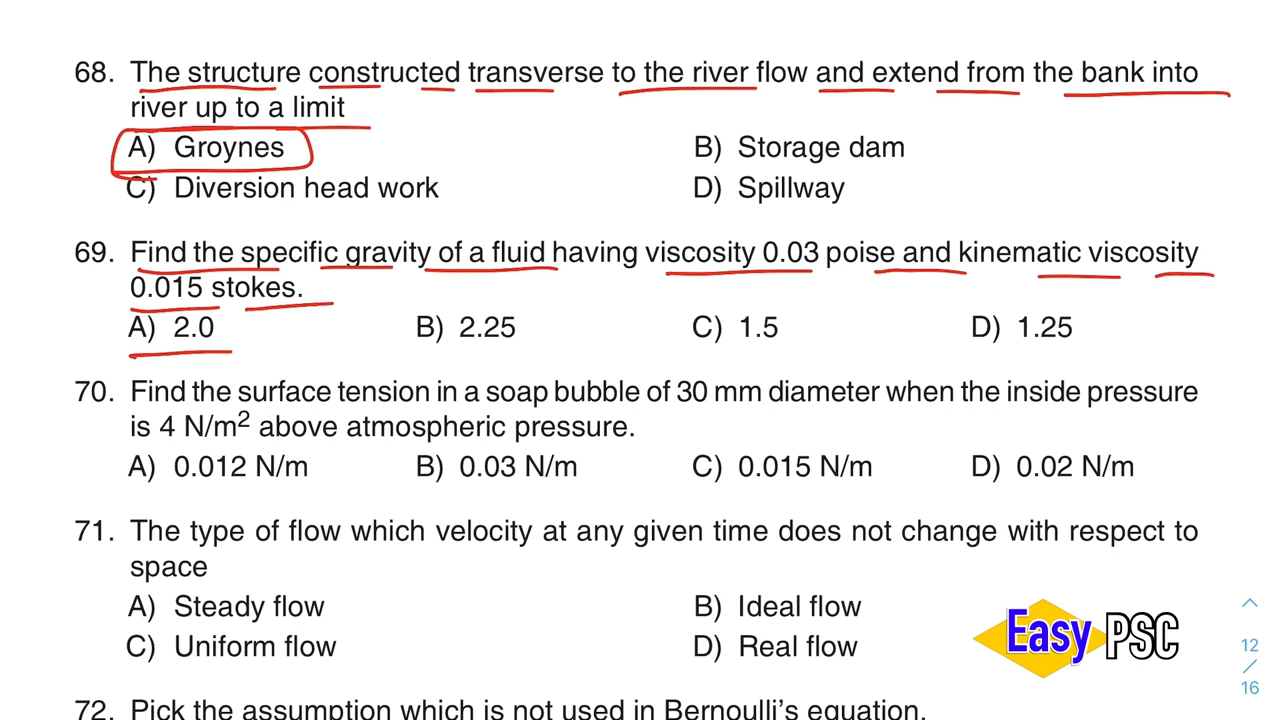 68. The structure constructed transverse to the river flow and extend from the bank into
river up to a limit
A) Groynes B) Storage dam
C) Diversion head work D) Spillway
69. Find the specific gravity of a fluid having viscosity 0.03 poise and kinematic viscosity
0.015 stokes.
A) 2.0 B) 2.25 C) 1.5 D) 1.25
70. Find the surface tension in a soap bubble of 30 mm diameter when the inside pressure
is 4 N/m² above atmospheric pressure.
A) 0.012 N/m B) 0.03 N/m C) 0.015 N/m D) 0.02 N/m
71. The type of flow which velocity at any given time does not change with respect to
space
A) Steady flow B) Ideal flow
C) Uniform flow D) Real flow
Easy PSC
12
/
16
72. Pick the assumption which is not used in Bernoulli's equation.